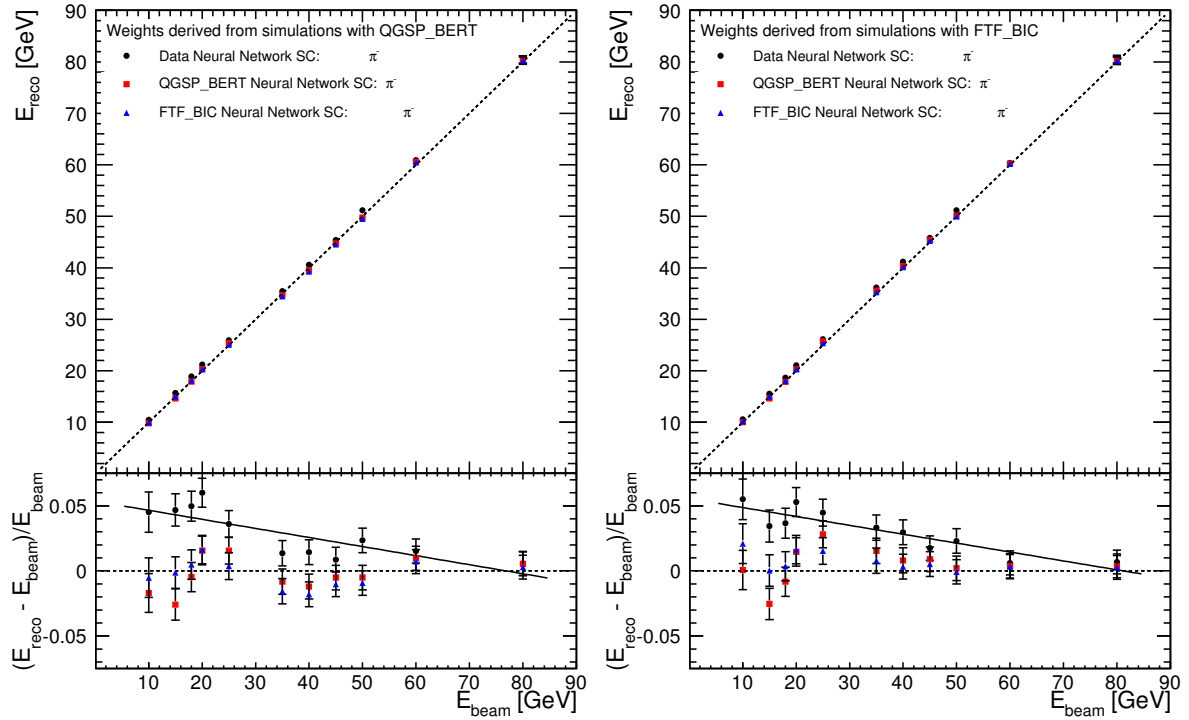 Weights derived from simulations with QGSP_BERT
Data Neural Network SC: π-
QGSP_BERT Neural Network SC: π-
FTF_BIC Neural Network SC: π-
E_reco [GeV]
90
80
70
60
50
40
30
20
10
(E_reco - E_beam)/E_beam
0.05
0
-0.05
10 20 30 40 50 60 70 80 90
E_beam [GeV]
Weights derived from simulations with FTF_BIC
Data Neural Network SC: π-
QGSP_BERT Neural Network SC: π-
FTF_BIC Neural Network SC: π-
E_reco [GeV]
90
80
70
60
50
40
30
20
10
(E_reco - E_beam)/E_beam
0.05
0
-0.05
10 20 30 40 50 60 70 80 90
E_beam [GeV]